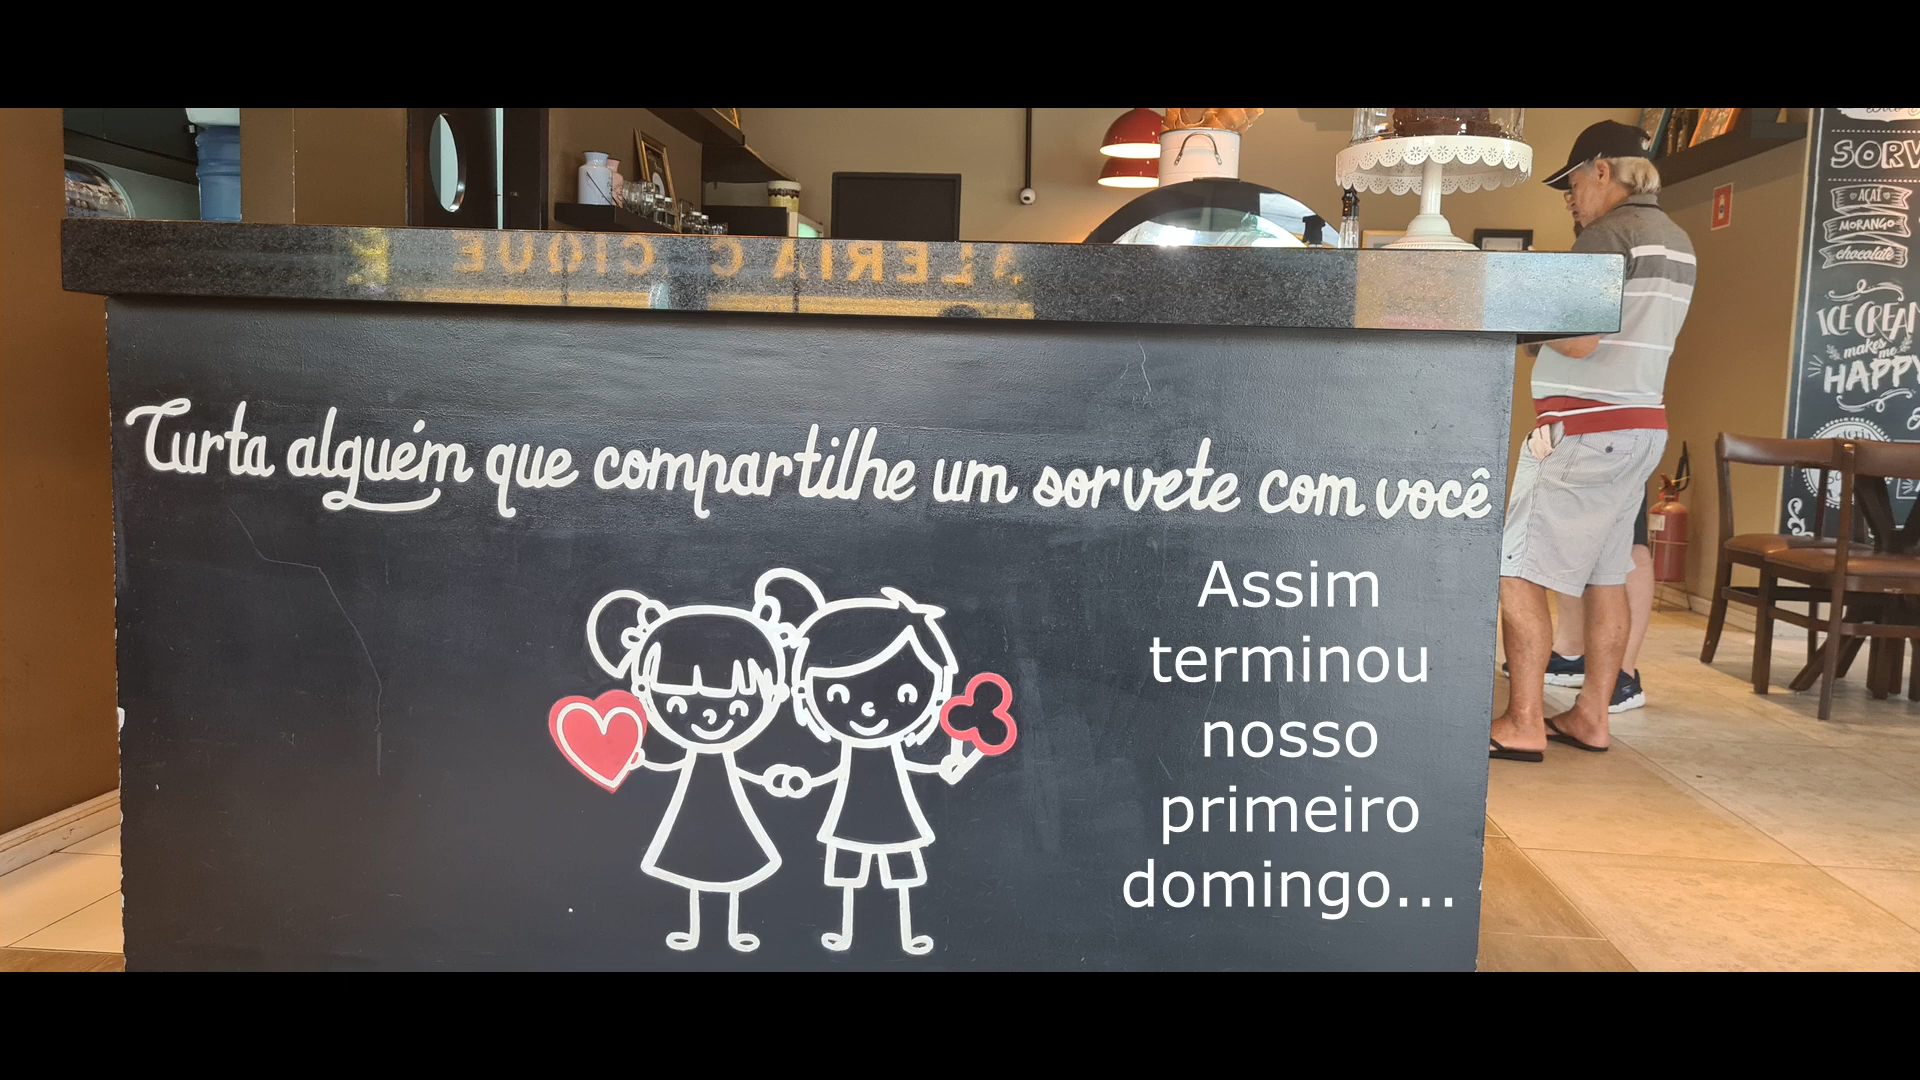 Curta alguém que compartilhe um sorvete com você
Assim
terminou
nosso
primeiro
domingo...
AÇAÍ
MORANGO
chocolate
ICE CREAM
makes
me
HAPPY